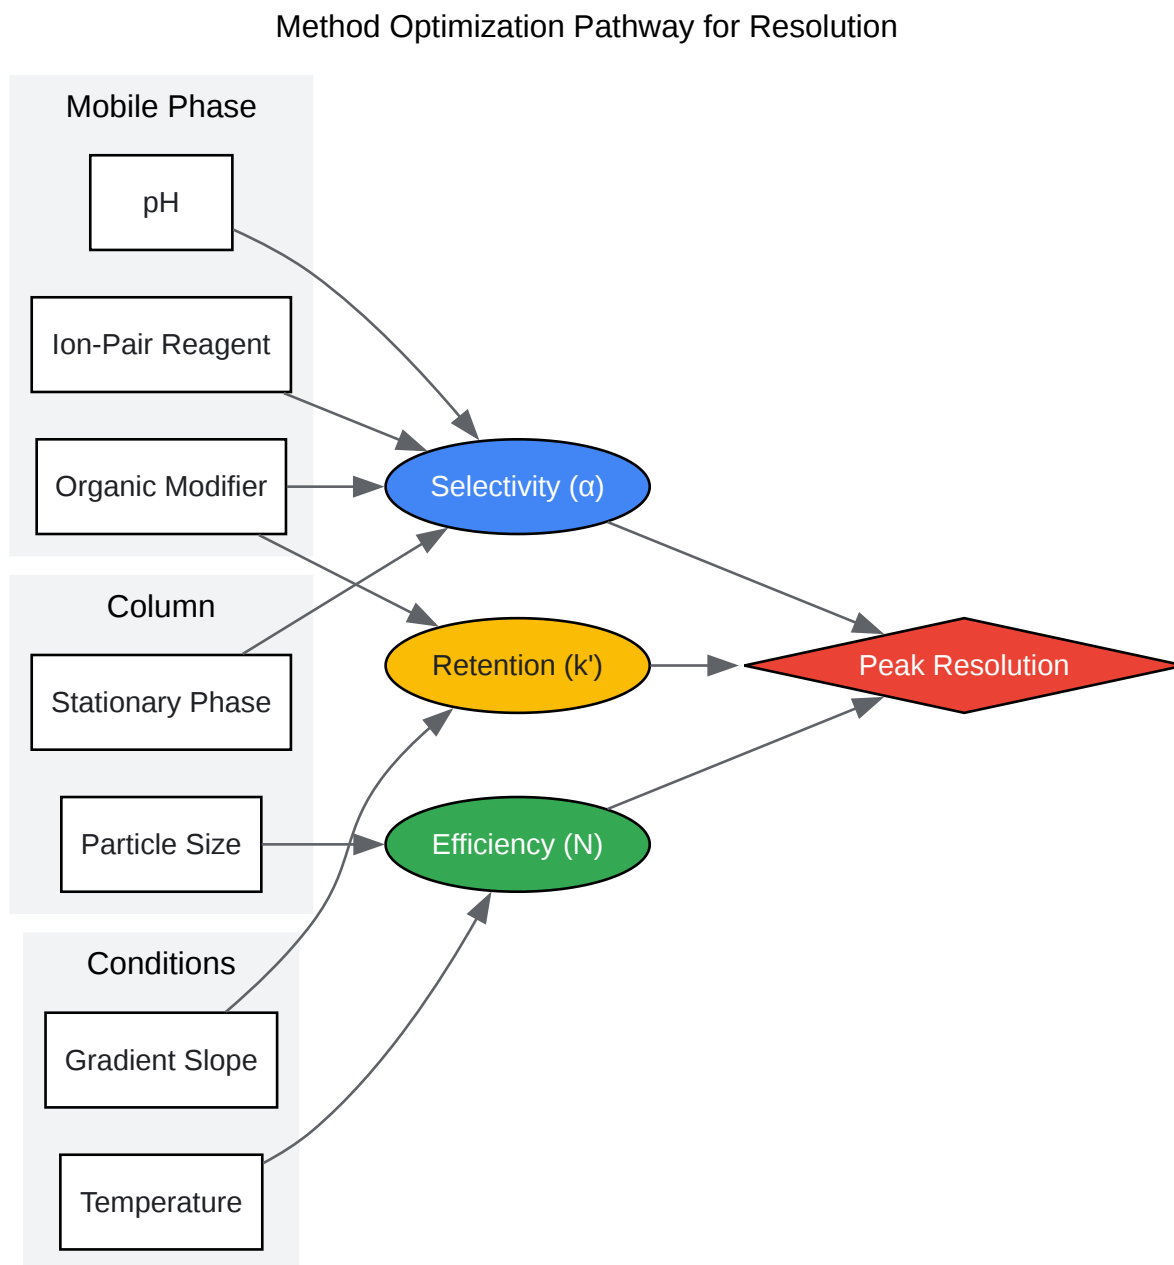 Method Optimization Pathway for Resolution
Mobile Phase
pH
Ion-Pair Reagent
Organic Modifier
Column
Stationary Phase
Particle Size
Conditions
Gradient Slope
Temperature
Selectivity (α)
Retention (k')
Efficiency (N)
Peak Resolution